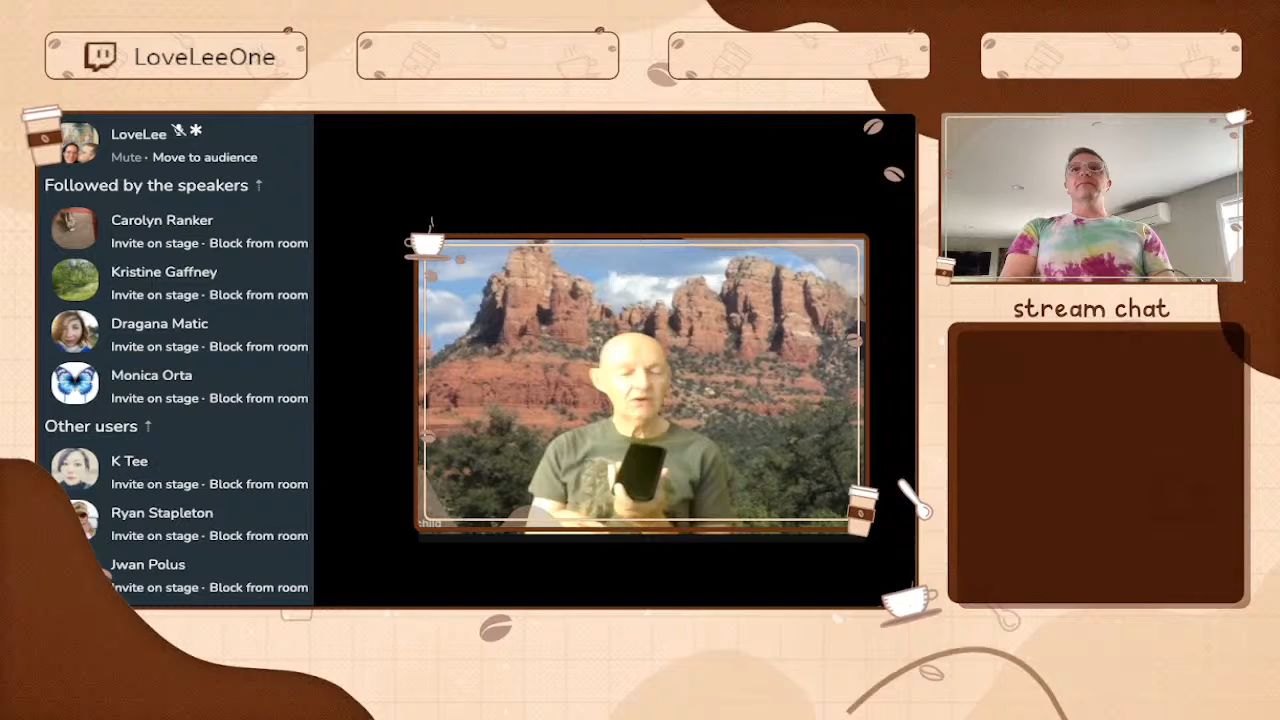 LoveLeeOne
LoveLee
Mute · Move to audience
Followed by the speakers ↑
Carolyn Ranker
Invite on stage · Block from room
Kristine Gaffney
Invite on stage · Block from room
Dragana Matic
Invite on stage · Block from room
Monica Orta
Invite on stage · Block from room
Other users ↑
K Tee
Invite on stage · Block from room
Ryan Stapleton
Invite on stage · Block from room
Jwan Polus
Invite on stage · Block from room
child
stream chat